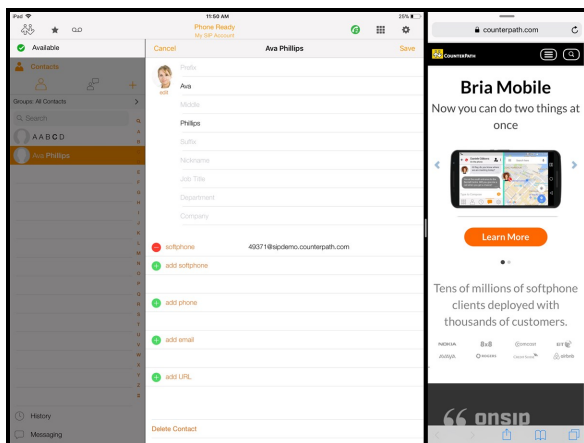 iPad
11:50 AM
25%
Phone Ready
My SIP Account
Available
Cancel
Ava Phillips
Save
Contacts
Groups: All Contacts
Search
A A B C D
Ava Phillips
edit
Prefix
Ava
Middle
Phillips
Suffix
Nickname
Job Title
Department
Company
softphone
49371@sipdemo.counterpath.com
add softphone
add phone
add email
add URL
Delete Contact
History
Messaging
counterpath.com
COUNTERPATH
Bria Mobile
Now you can do two things at
once
Learn More
Tens of millions of softphone
clients deployed with
thousands of customers.
NOKIA
8x8
comcast
BT
AVAYA
ROGERS
airbnb
onsip